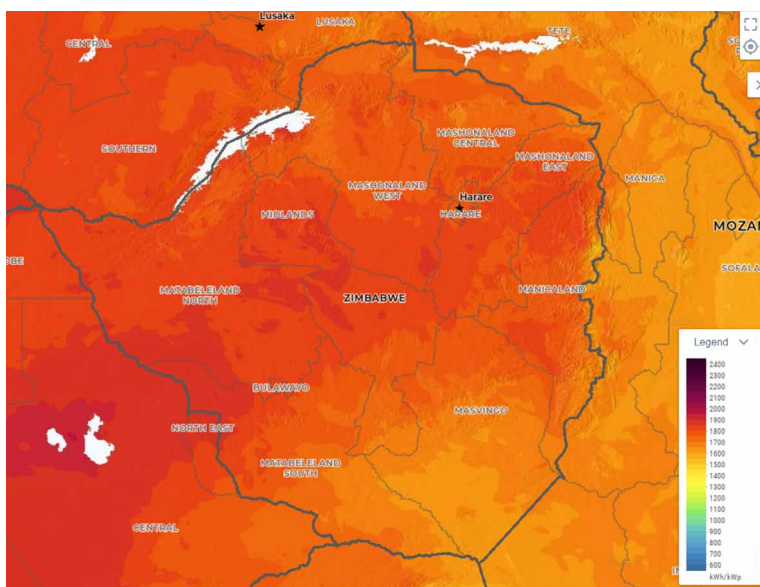 Lusaka
LUSAKA
CENTRAL
TETE
SOUTHERN
MASHONALAND
CENTRAL
MASHONALAND
EAST
MASHONALAND
WEST
MANICA
Harare
HARARE
MIDLANDS
MOZAM
SOFALA
MATABELELAND
NORTH
ZIMBABWE
MANICALAND
Legend
BULAWAYO
MASVINGO
NORTH EAST
MATABELELAND
SOUTH
CENTRAL
2400
2300
2200
2100
2000
1900
1800
1700
1600
1500
1400
1300
1200
1100
1000
900
800
700
600
kWh/kWp